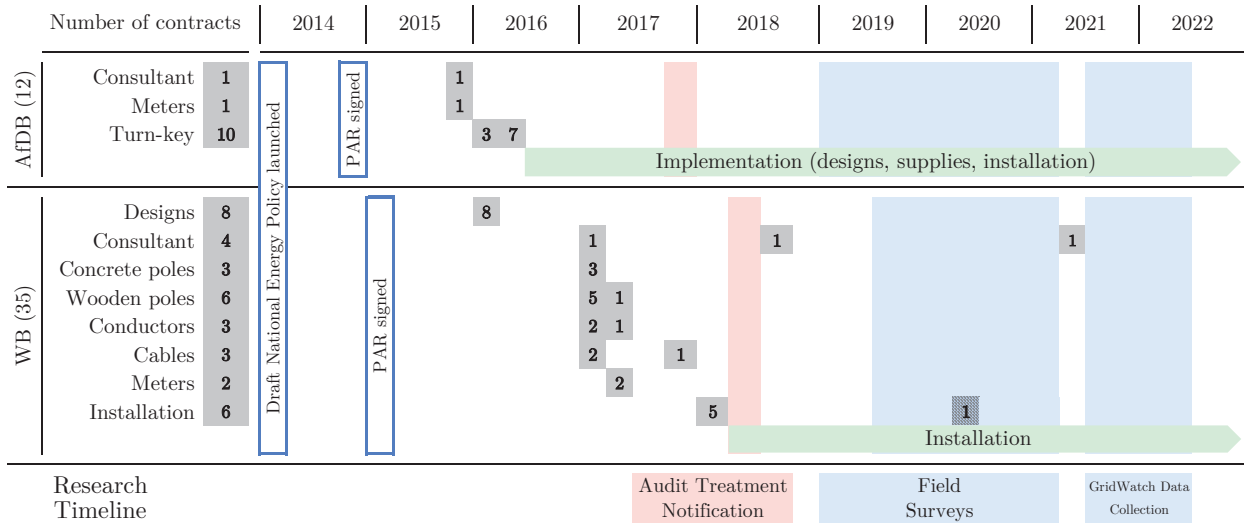 Number of contracts 2014 2015 2016 2017 2018 2019 2020 2021 2022
AfDB (12)
Consultant 1 1
Meters 1 1
Turn-key 10 3 7
Implementation (designs, supplies, installation)
Draft National Energy Policy launched
PAR signed
WB (35)
Designs 8 8
Consultant 4 1 1 1
Concrete poles 3 3
Wooden poles 6 5 1
Conductors 3 2 1
Cables 3 2 1
Meters 2 2
Installation 6 5 1
Installation
PAR signed
Research
Timeline
Audit Treatment
Notification
Field
Surveys
GridWatch Data
Collection